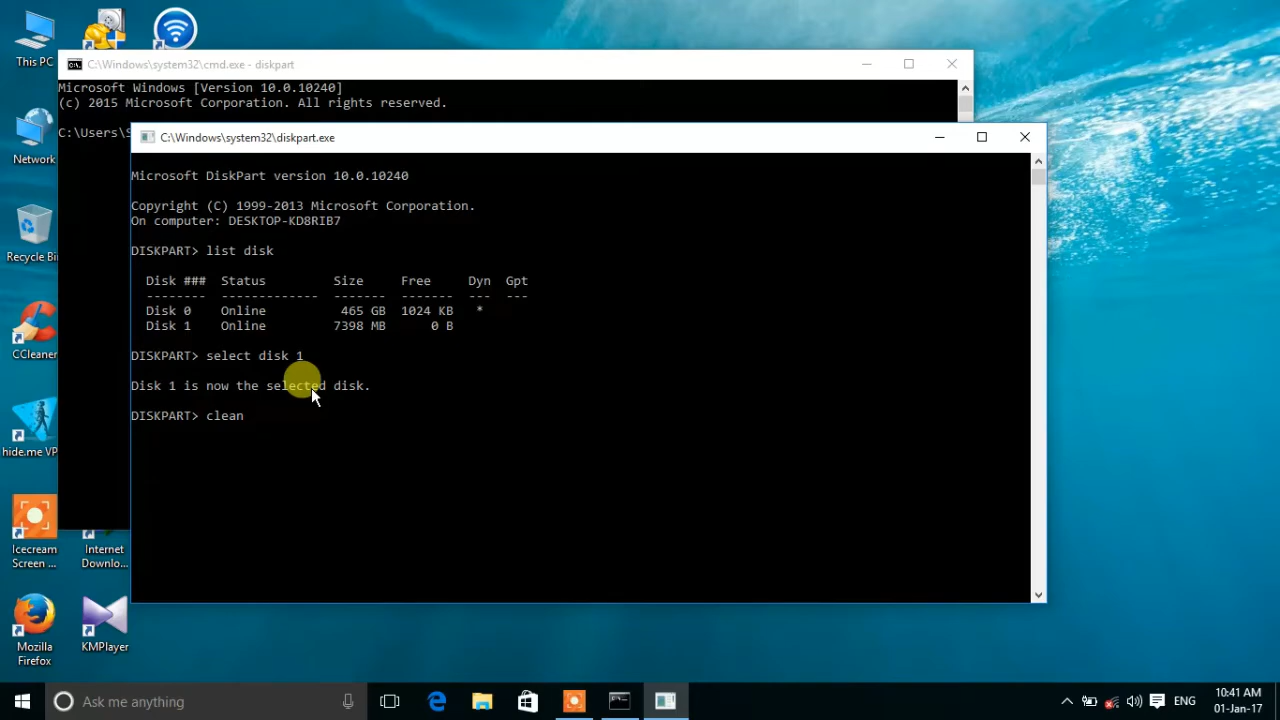 This PC
Network
Recycle Bi
CCleaner
hide.me VP
Icecream
Screen ...
Internet
Downlo...
Mozilla
Firefox
KMPlayer
C:\Windows\system32\cmd.exe - diskpart
Microsoft Windows [Version 10.0.10240]
(c) 2015 Microsoft Corporation. All rights reserved.
C:\Users\S
C:\Windows\system32\diskpart.exe
Microsoft DiskPart version 10.0.10240
Copyright (C) 1999-2013 Microsoft Corporation.
On computer: DESKTOP-KD8RIB7
DISKPART> list disk
Disk ###  Status         Size     Free     Dyn  Gpt
--------  -------------  -------  -------  ---  ---
Disk 0    Online          465 GB  1024 KB   *
Disk 1    Online         7398 MB      0 B
DISKPART> select disk 1
Disk 1 is now the selected disk.
DISKPART> clean
Ask me anything
ENG
10:41 AM
01-Jan-17